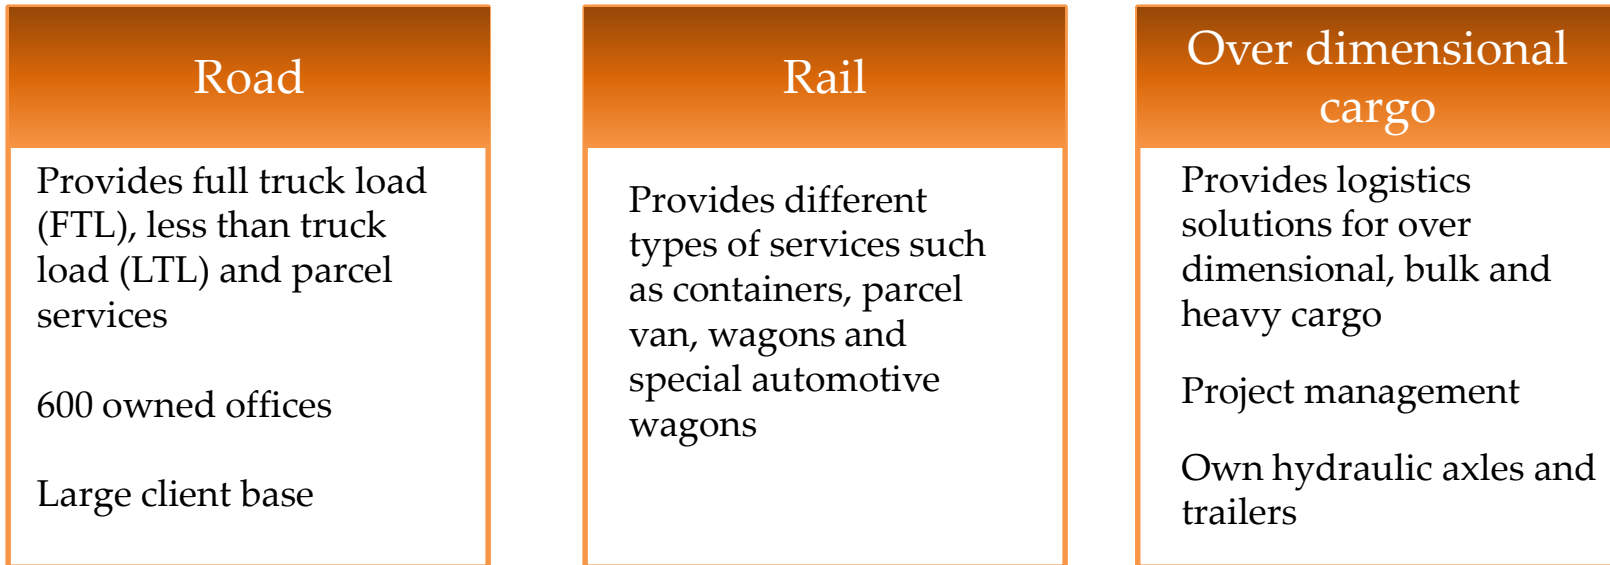 Road
Provides full truck load
(FTL), less than truck
load (LTL) and parcel
services
600 owned offices
Large client base
Rail
Provides different
types of services such
as containers, parcel
van, wagons and
special automotive
wagons
Over dimensional
cargo
Provides logistics
solutions for over
dimensional, bulk and
heavy cargo
Project management
Own hydraulic axles and
trailers